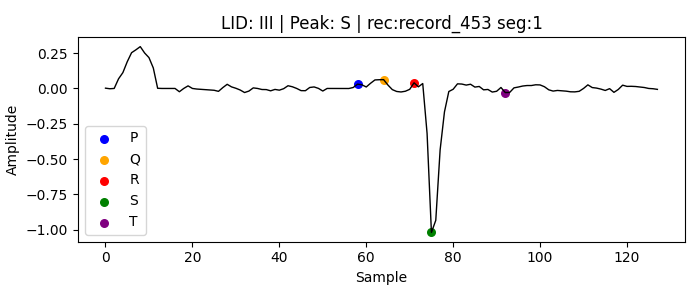 LID: III | Peak: S | rec:record_453 seg:1
Amplitude
0.25
0.00
−0.25
−0.50
−0.75
−1.00
P
Q
R
S
T
0 20 40 60 80 100 120
Sample